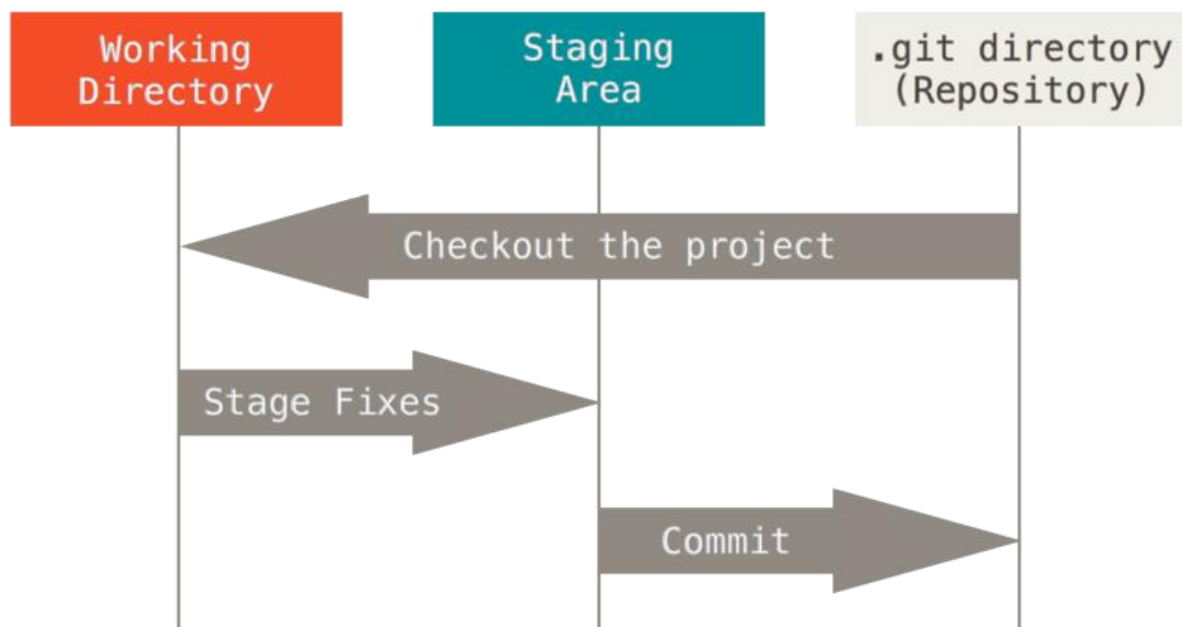 Working
Directory
Staging
Area
.git directory
(Repository)
Checkout the project
Stage Fixes
Commit